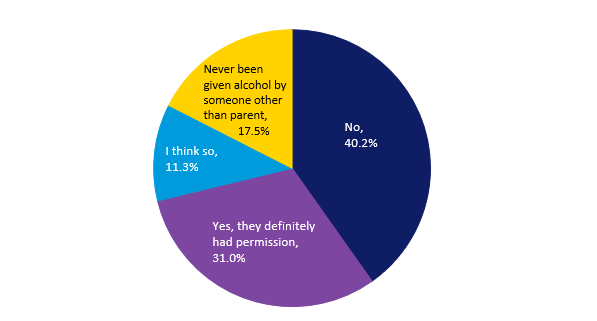 Never been
given alcohol by
someone other
than parent,
17.5%
No,
40.2%
I think so,
11.3%
Yes, they definitely
had permission,
31.0%